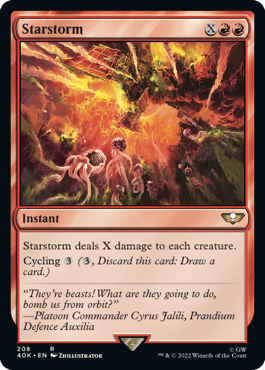 Starstorm XRR
Instant
Starstorm deals X damage to each creature.
Cycling 3 (3, Discard this card: Draw a
card.)
“They’re beasts! What are they going to do,
bomb us from orbit?”
—Platoon Commander Cyrus Jalili, Prandium
Defence Auxilia
208 R © GW
40K • EN ZHILLUSTRATOR ™ & © 2022 Wizards of the Coast